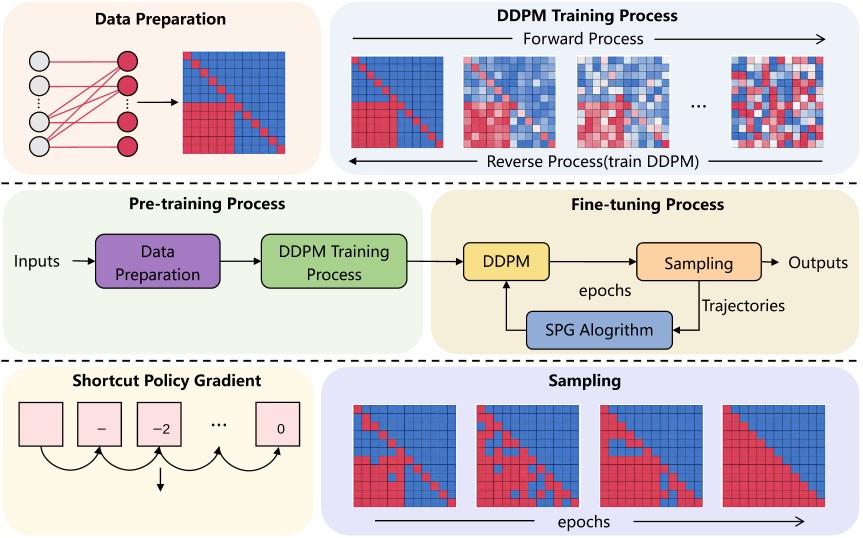 Data Preparation
DDPM Training Process
Forward Process
...
Reverse Process(train DDPM)
Pre-training Process
Inputs
Data
Preparation
DDPM Training
Process
Fine-tuning Process
DDPM
Sampling
Outputs
epochs
Trajectories
SPG Alogrithm
Shortcut Policy Gradient
−
−2
...
0
Sampling
epochs